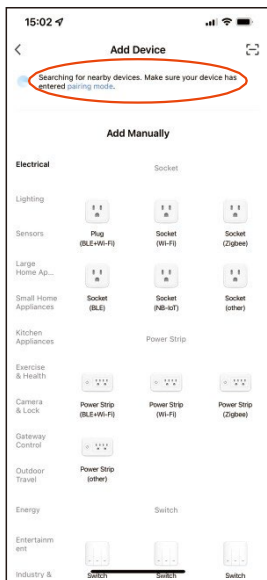 15:02
Add Device
Searching for nearby devices. Make sure your device has
entered pairing mode.
Add Manually
Electrical
Socket
Lighting
Sensors
Plug
(BLE+Wi-Fi)
Socket
(Wi-Fi)
Socket
(Zigbee)
Large
Home Ap...
Small Home
Appliances
Socket
(BLE)
Socket
(NB-IoT)
Socket
(other)
Kitchen
Appliances
Power Strip
Exercise
& Health
Camera
& Lock
Power Strip
(BLE+Wi-Fi)
Power Strip
(Wi-Fi)
Power Strip
(Zigbee)
Gateway
Control
Outdoor
Travel
Power Strip
(other)
Energy
Switch
Entertainm
ent
Industry &
Switch
Switch
Switch